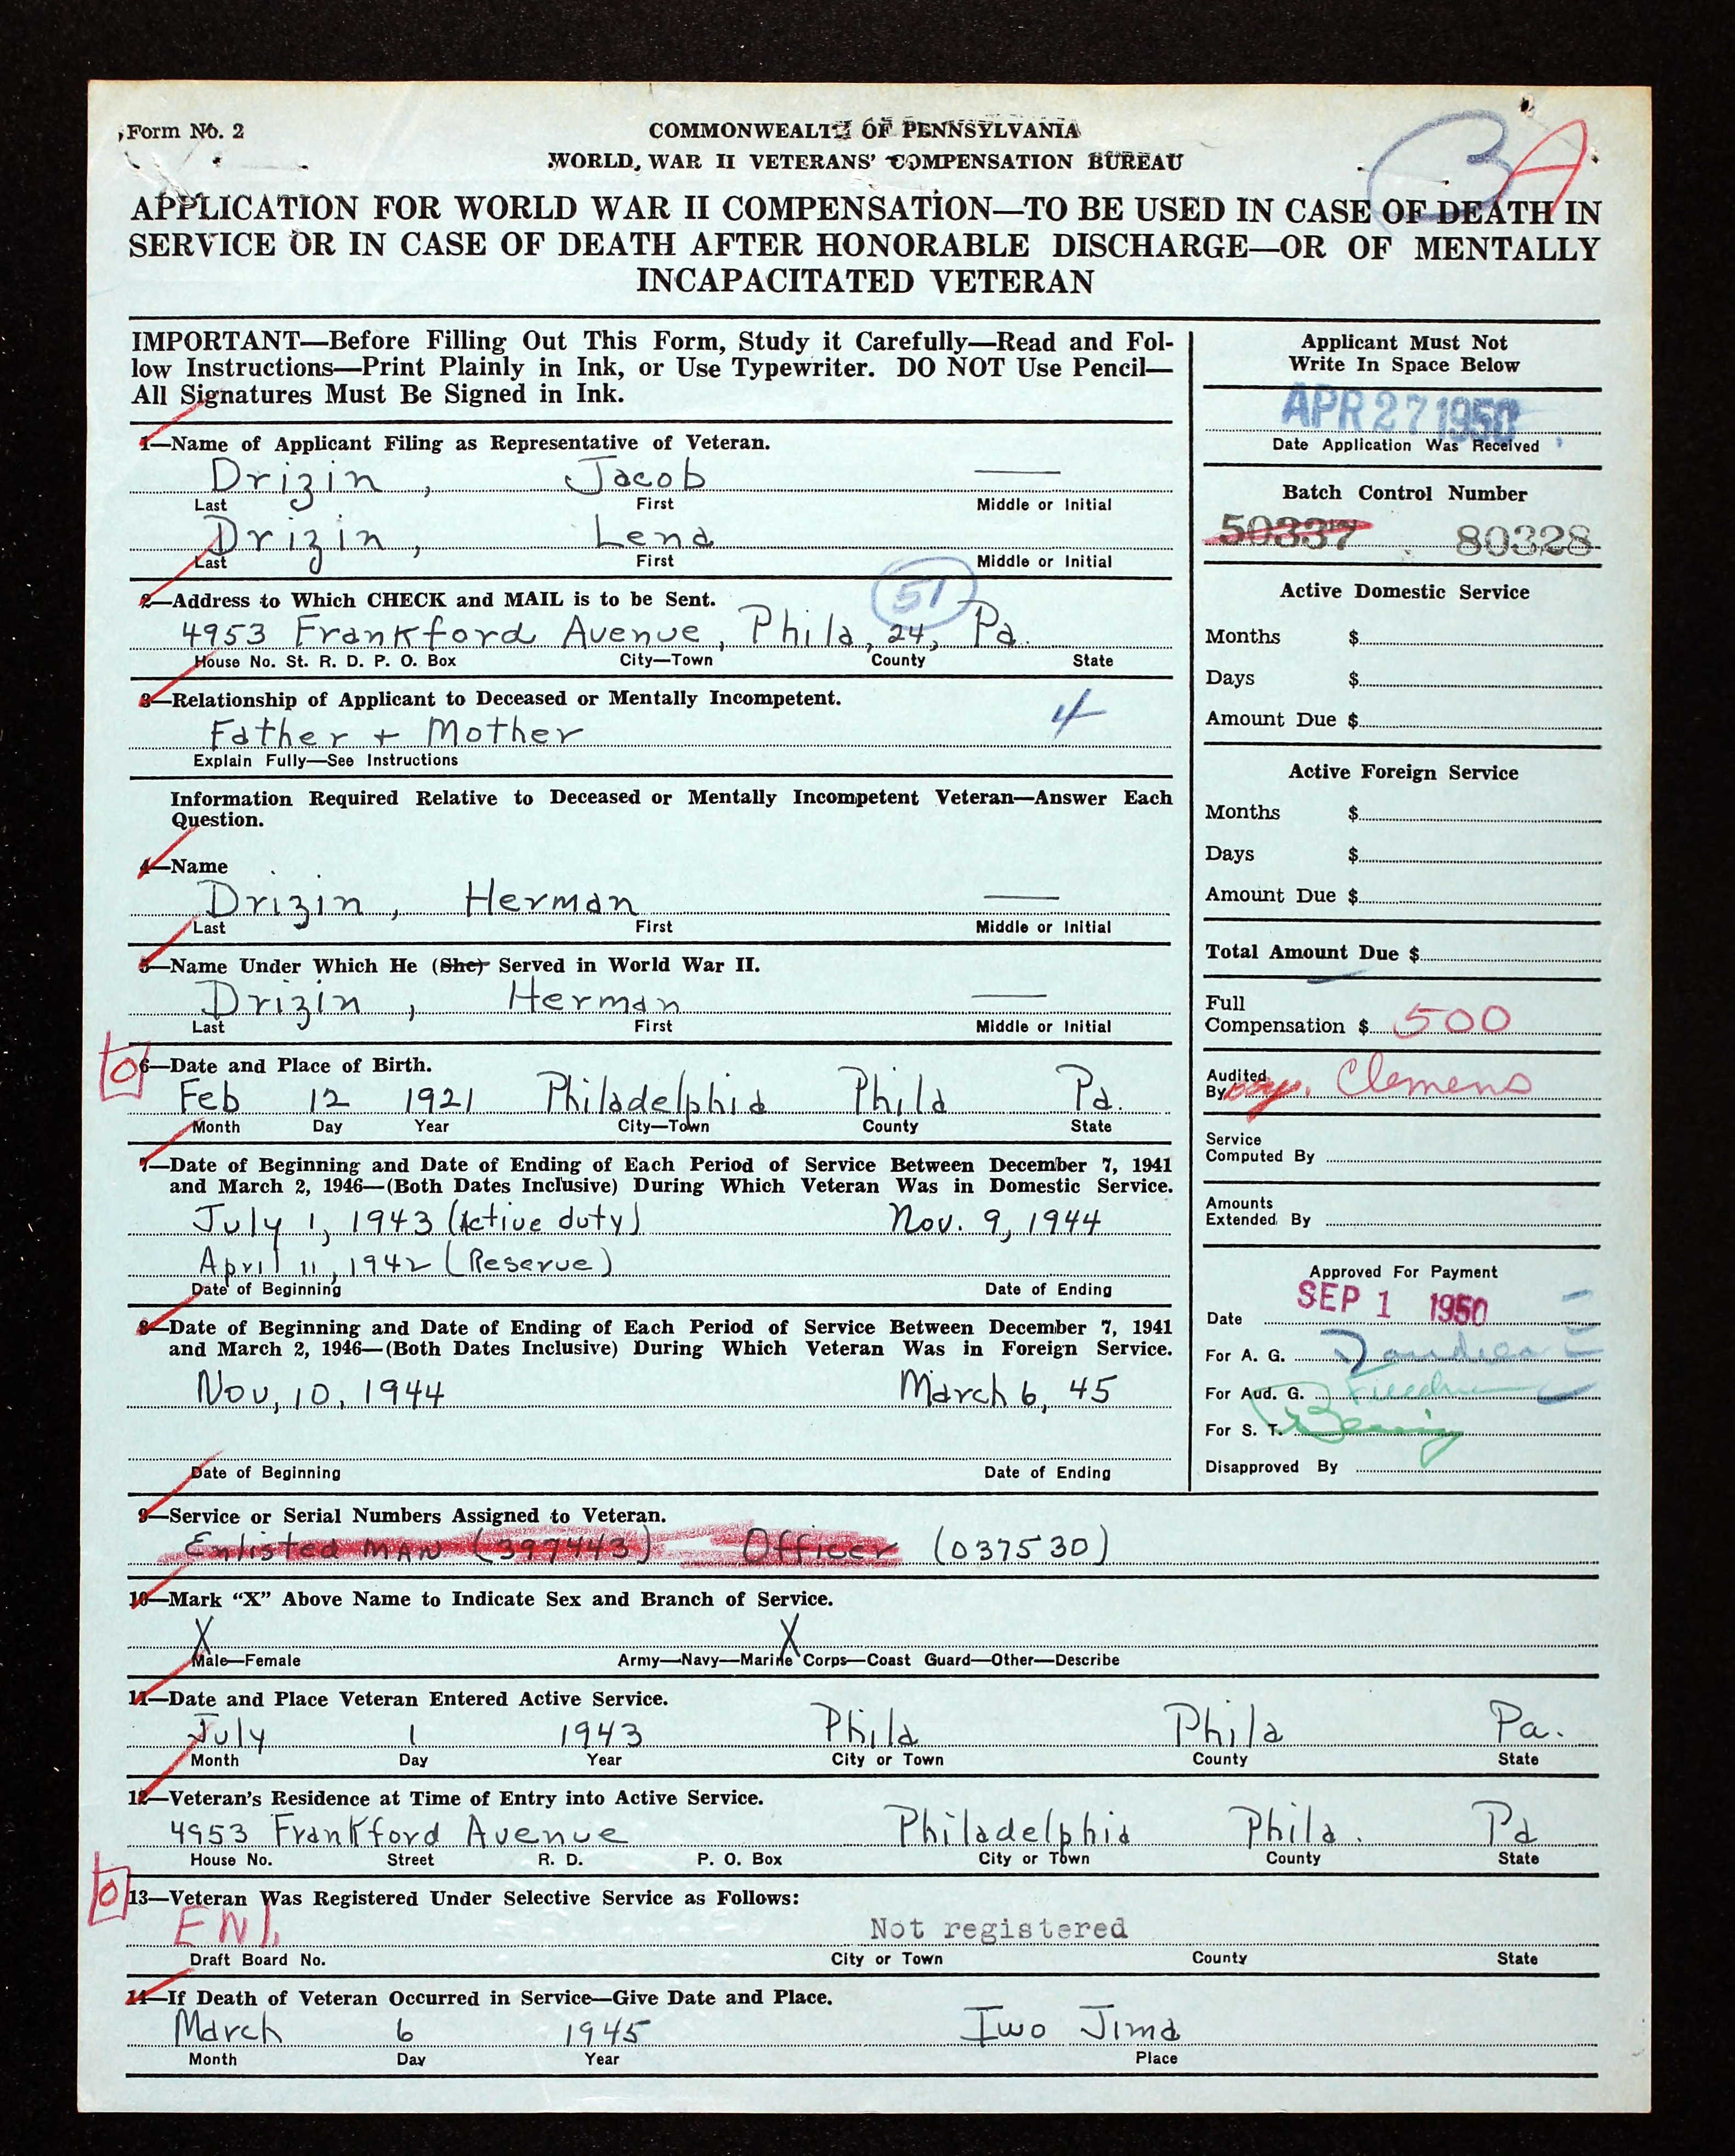 Form No. 2
COMMONWEALTH OF PENNSYLVANIA
WORLD WAR II VETERANS' COMPENSATION BUREAU
3 A
APPLICATION FOR WORLD WAR II COMPENSATION—TO BE USED IN CASE OF DEATH IN
SERVICE OR IN CASE OF DEATH AFTER HONORABLE DISCHARGE—OR OF MENTALLY
INCAPACITATED VETERAN
IMPORTANT—Before Filling Out This Form, Study it Carefully—Read and Fol-
low Instructions—Print Plainly in Ink, or Use Typewriter. DO NOT Use Pencil—
All Signatures Must Be Signed in Ink.
1—Name of Applicant Filing as Representative of Veteran.
Drizin, Jacob —
Last First Middle or Initial
Drizin, Lena
Last First Middle or Initial
51
2—Address to Which CHECK and MAIL is to be Sent.
4953 Frankford Avenue, Phila, 24, Pa.
House No. St. R. D. P. O. Box City—Town County State
3—Relationship of Applicant to Deceased or Mentally Incompetent.
4
Father + Mother
Explain Fully—See Instructions
Information Required Relative to Deceased or Mentally Incompetent Veteran—Answer Each
Question.
4—Name
Drizin, Herman —
Last First Middle or Initial
5—Name Under Which He (She) Served in World War II.
Drizin, Herman —
Last First Middle or Initial
0
6—Date and Place of Birth.
Feb 12 1921 Philadelphia Phila Pa.
Month Day Year City—Town County State
7—Date of Beginning and Date of Ending of Each Period of Service Between December 7, 1941
and March 2, 1946—(Both Dates Inclusive) During Which Veteran Was in Domestic Service.
July 1, 1943 (Active duty) Nov. 9, 1944
April 11, 1942 (Reserve)
Date of Beginning Date of Ending
8—Date of Beginning and Date of Ending of Each Period of Service Between December 7, 1941
and March 2, 1946—(Both Dates Inclusive) During Which Veteran Was in Foreign Service.
Nov, 10, 1944 March 6, 45
Date of Beginning Date of Ending
Applicant Must Not
Write In Space Below
APR 27 1950
Date Application Was Received
Batch Control Number
50337 80328
Active Domestic Service
Months $
Days $
Amount Due $
Active Foreign Service
Months $
Days $
Amount Due $
Total Amount Due $
Full
Compensation $ 500
Audited
By Clemens
Service
Computed By
Amounts
Extended By
Approved For Payment
Date SEP 1 1950
For A. G.
For Aud. G.
For S. T.
Disapproved By
9—Service or Serial Numbers Assigned to Veteran.
Enlisted MAN (397443) Officer (037530)
10—Mark "X" Above Name to Indicate Sex and Branch of Service.
X X
Male—Female Army—Navy—Marine Corps—Coast Guard—Other—Describe
11—Date and Place Veteran Entered Active Service.
July 1 1943 Phila Phila Pa.
Month Day Year City or Town County State
12—Veteran's Residence at Time of Entry into Active Service.
4953 Frankford Avenue Philadelphia Phila. Pa
House No. Street R. D. P. O. Box City or Town County State
0
13—Veteran Was Registered Under Selective Service as Follows:
ENl. Not registered
Draft Board No. City or Town County State
14—If Death of Veteran Occurred in Service—Give Date and Place.
March 6 1945 Iwo Jima
Month Day Year Place